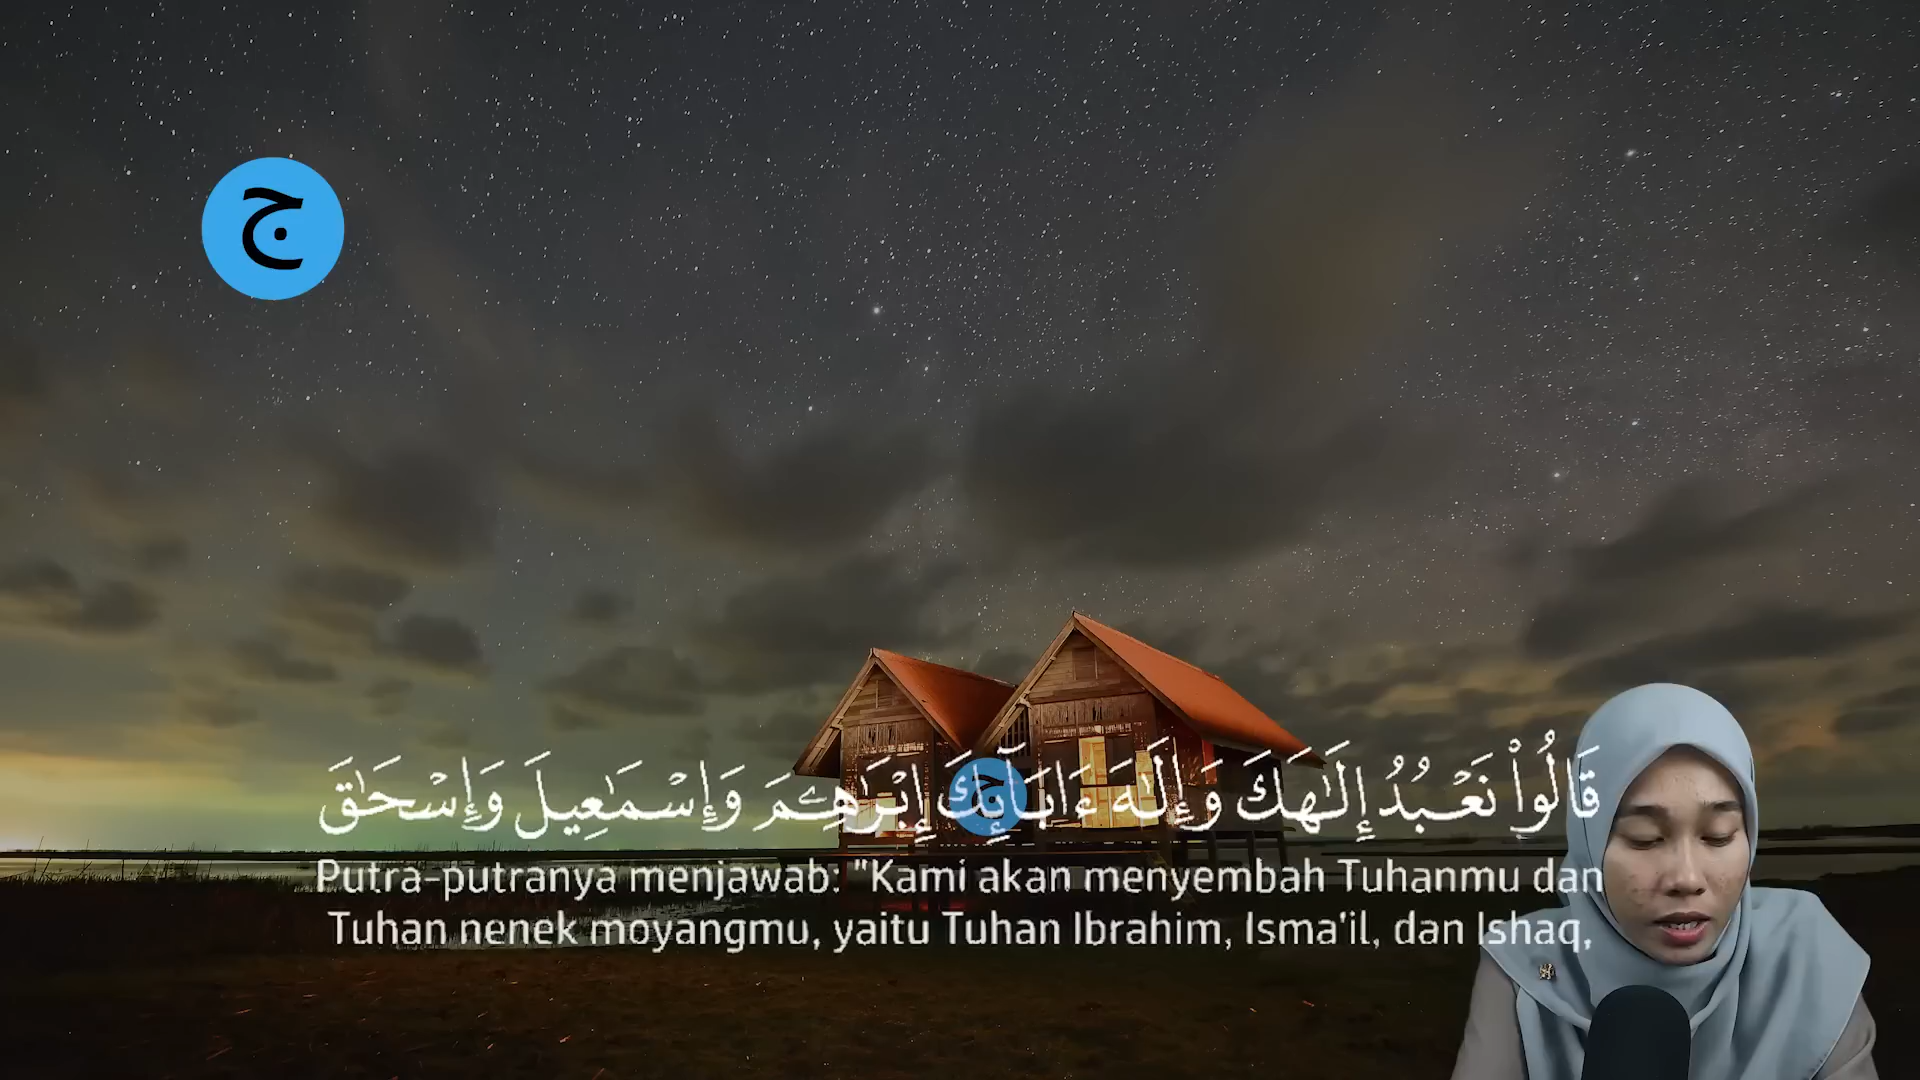 ج
قَالُوا۟ نَعْبُدُ إِلَـٰهَكَ وَإِلَـٰهَ ءَابَآئِكَ إِبْرَٰهِـۧمَ وَإِسْمَـٰعِيلَ وَإِسْحَـٰقَ
ج
Putra-putranya menjawab: "Kami akan menyembah Tuhanmu dan
Tuhan nenek moyangmu, yaitu Tuhan Ibrahim, Isma'il, dan Ishaq,